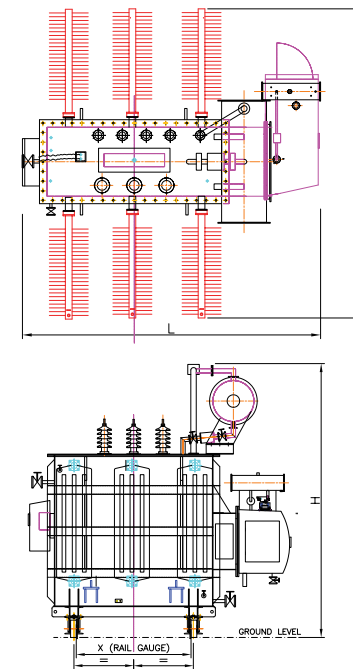 L
H
GROUND LEVEL
X (RAIL GAUGE)
= =